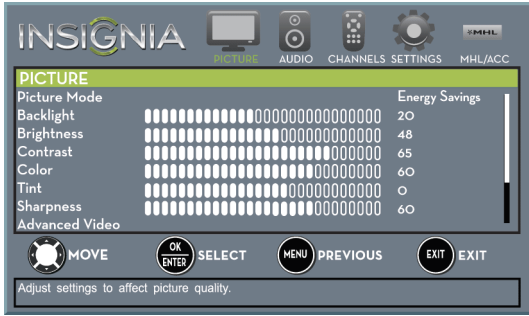 INSIGNIA
PICTURE AUDIO CHANNELS SETTINGS MHL/ACC
MHL
PICTURE
Picture Mode Energy Savings
Backlight 20
Brightness 48
Contrast 65
Color 60
Tint 0
Sharpness 60
Advanced Video
MOVE OK ENTER SELECT MENU PREVIOUS EXIT EXIT
Adjust settings to affect picture quality.